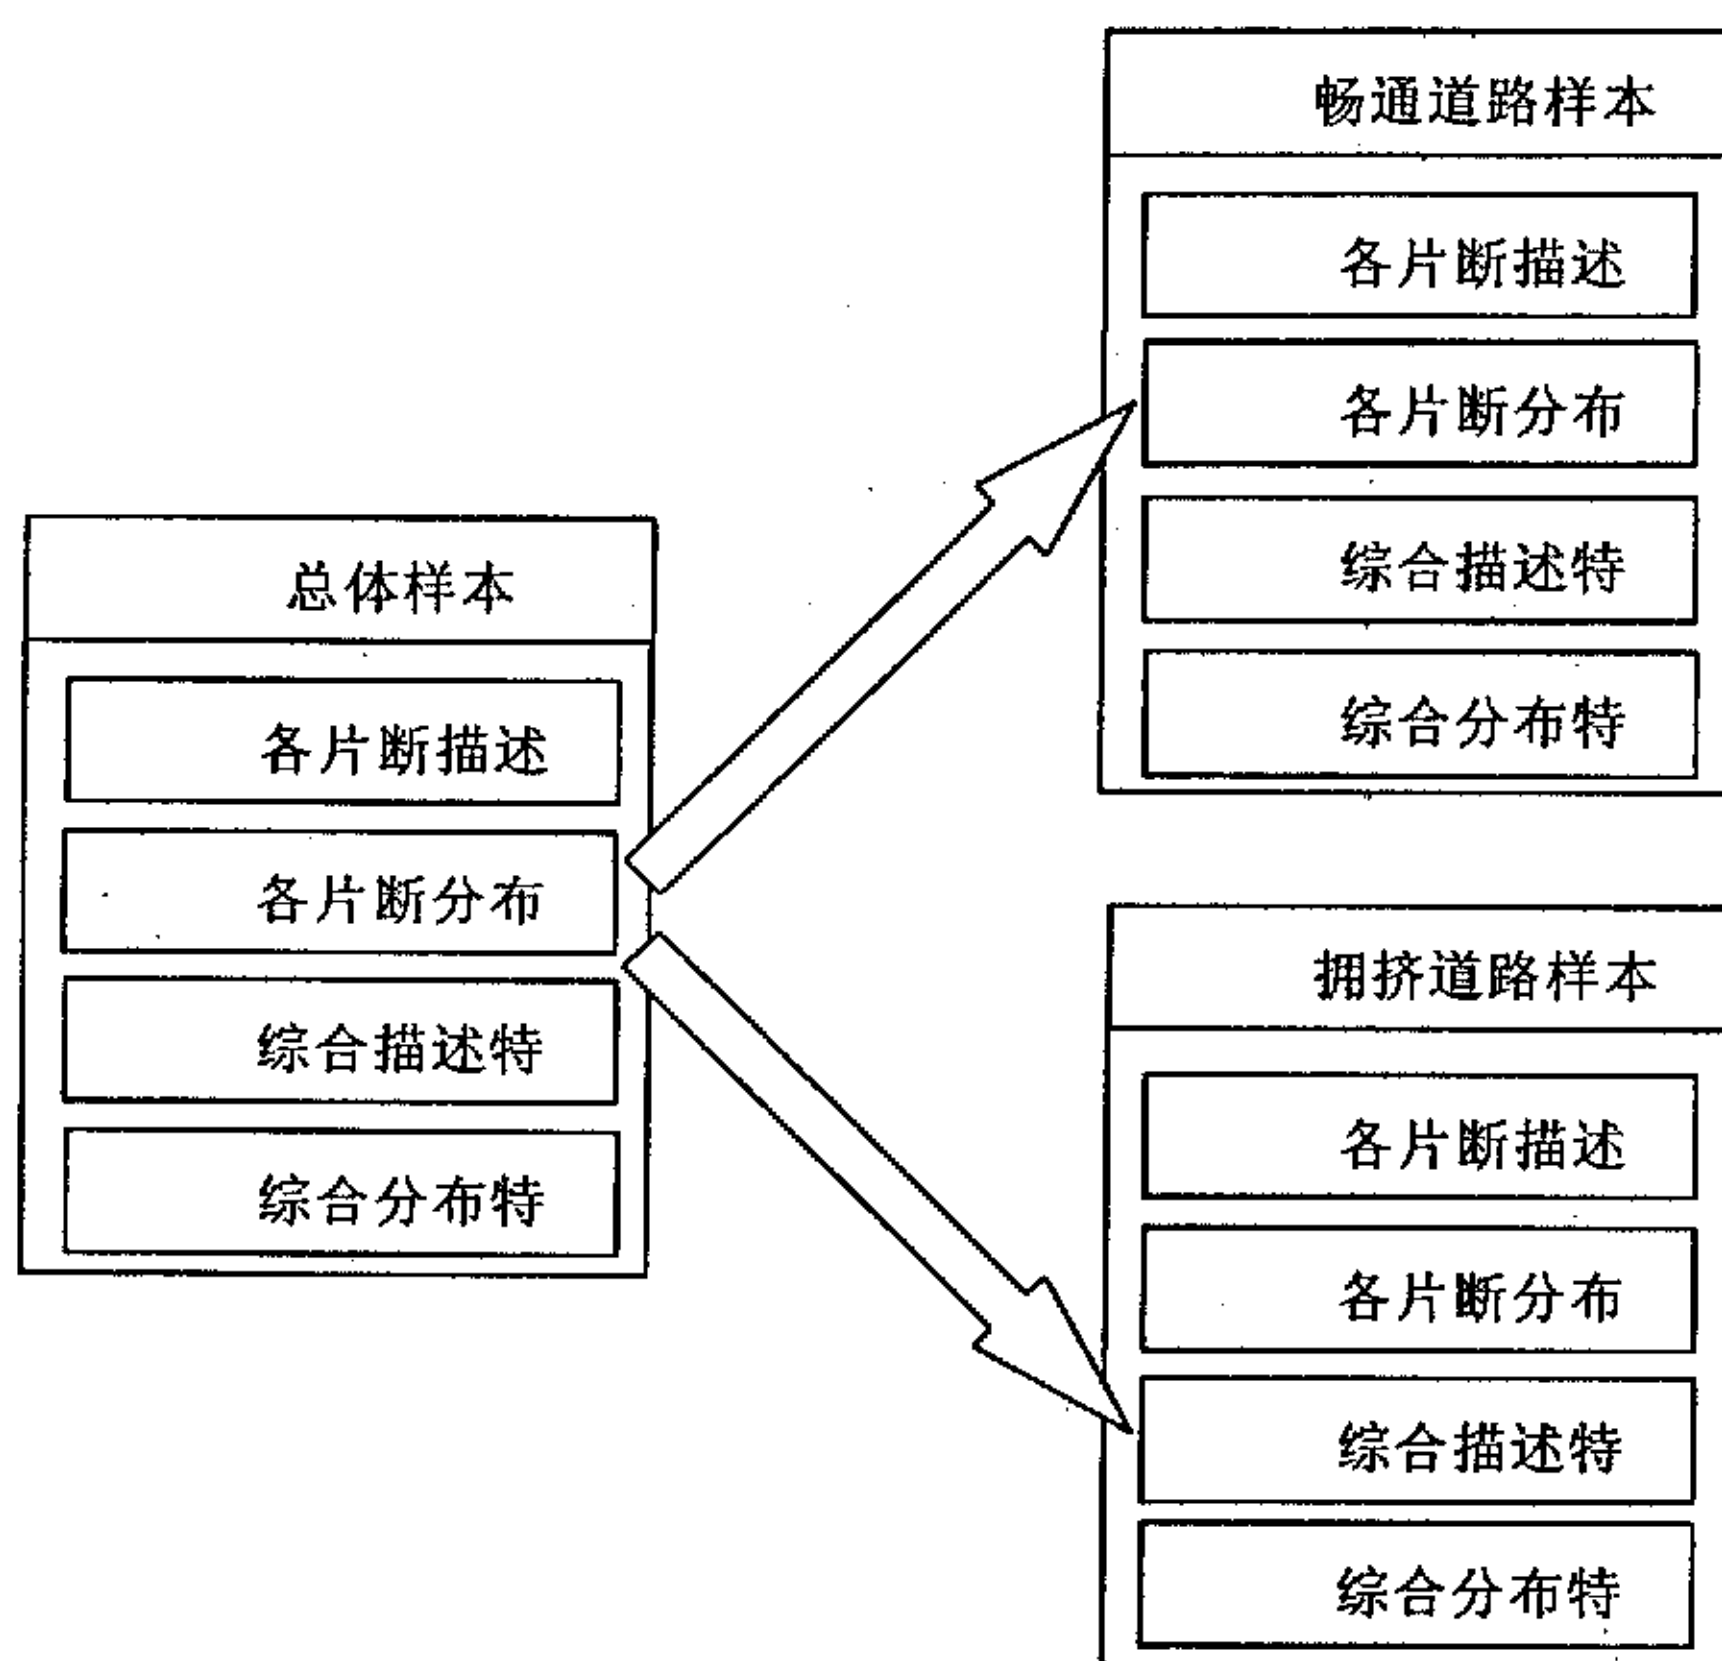 总体样本
各片断描述
各片断分布
综合描述特
综合分布特
畅通道路样本
各片断描述
各片断分布
综合描述特
综合分布特
拥挤道路样本
各片断描述
各片断分布
综合描述特
综合分布特